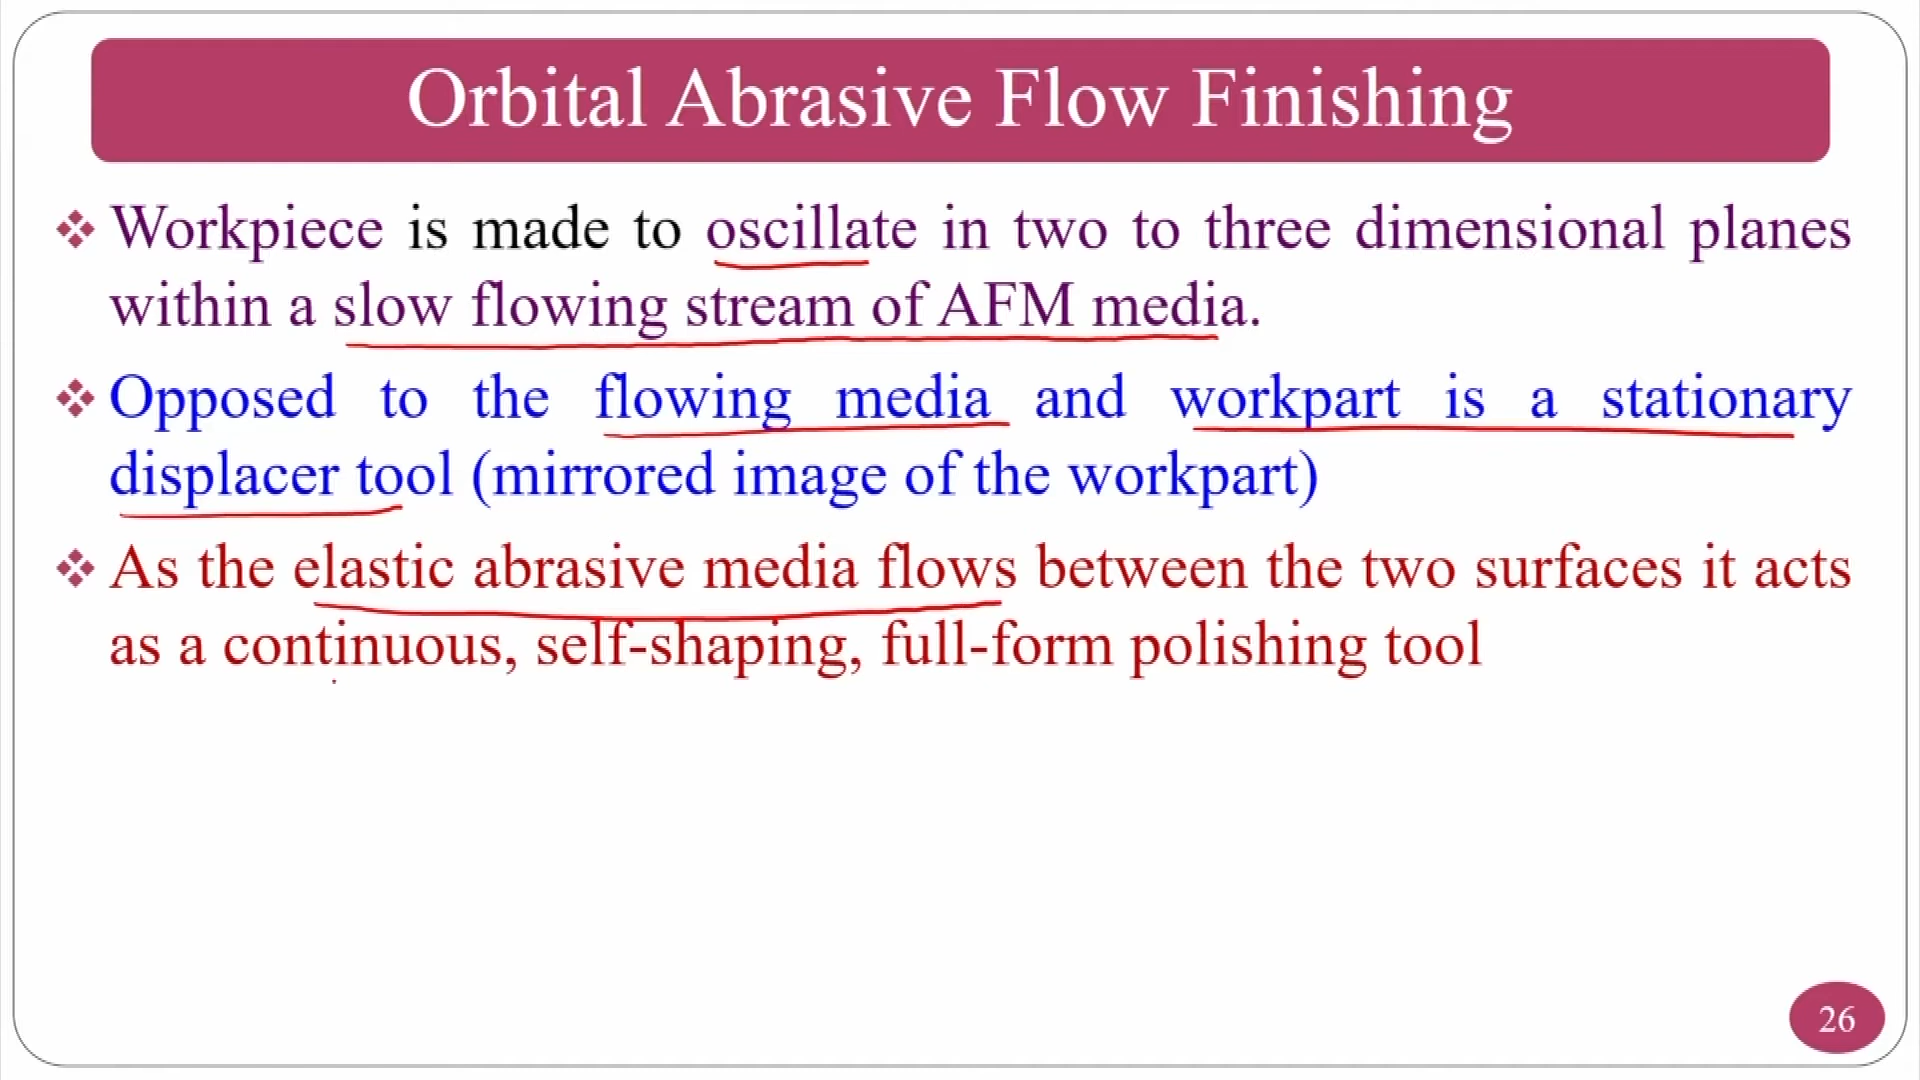 Orbital Abrasive Flow Finishing
❖ Workpiece is made to oscillate in two to three dimensional planes
within a slow flowing stream of AFM media.
❖ Opposed to the flowing media and workpart is a stationary
displacer tool (mirrored image of the workpart)
❖ As the elastic abrasive media flows between the two surfaces it acts
as a continuous, self-shaping, full-form polishing tool
26